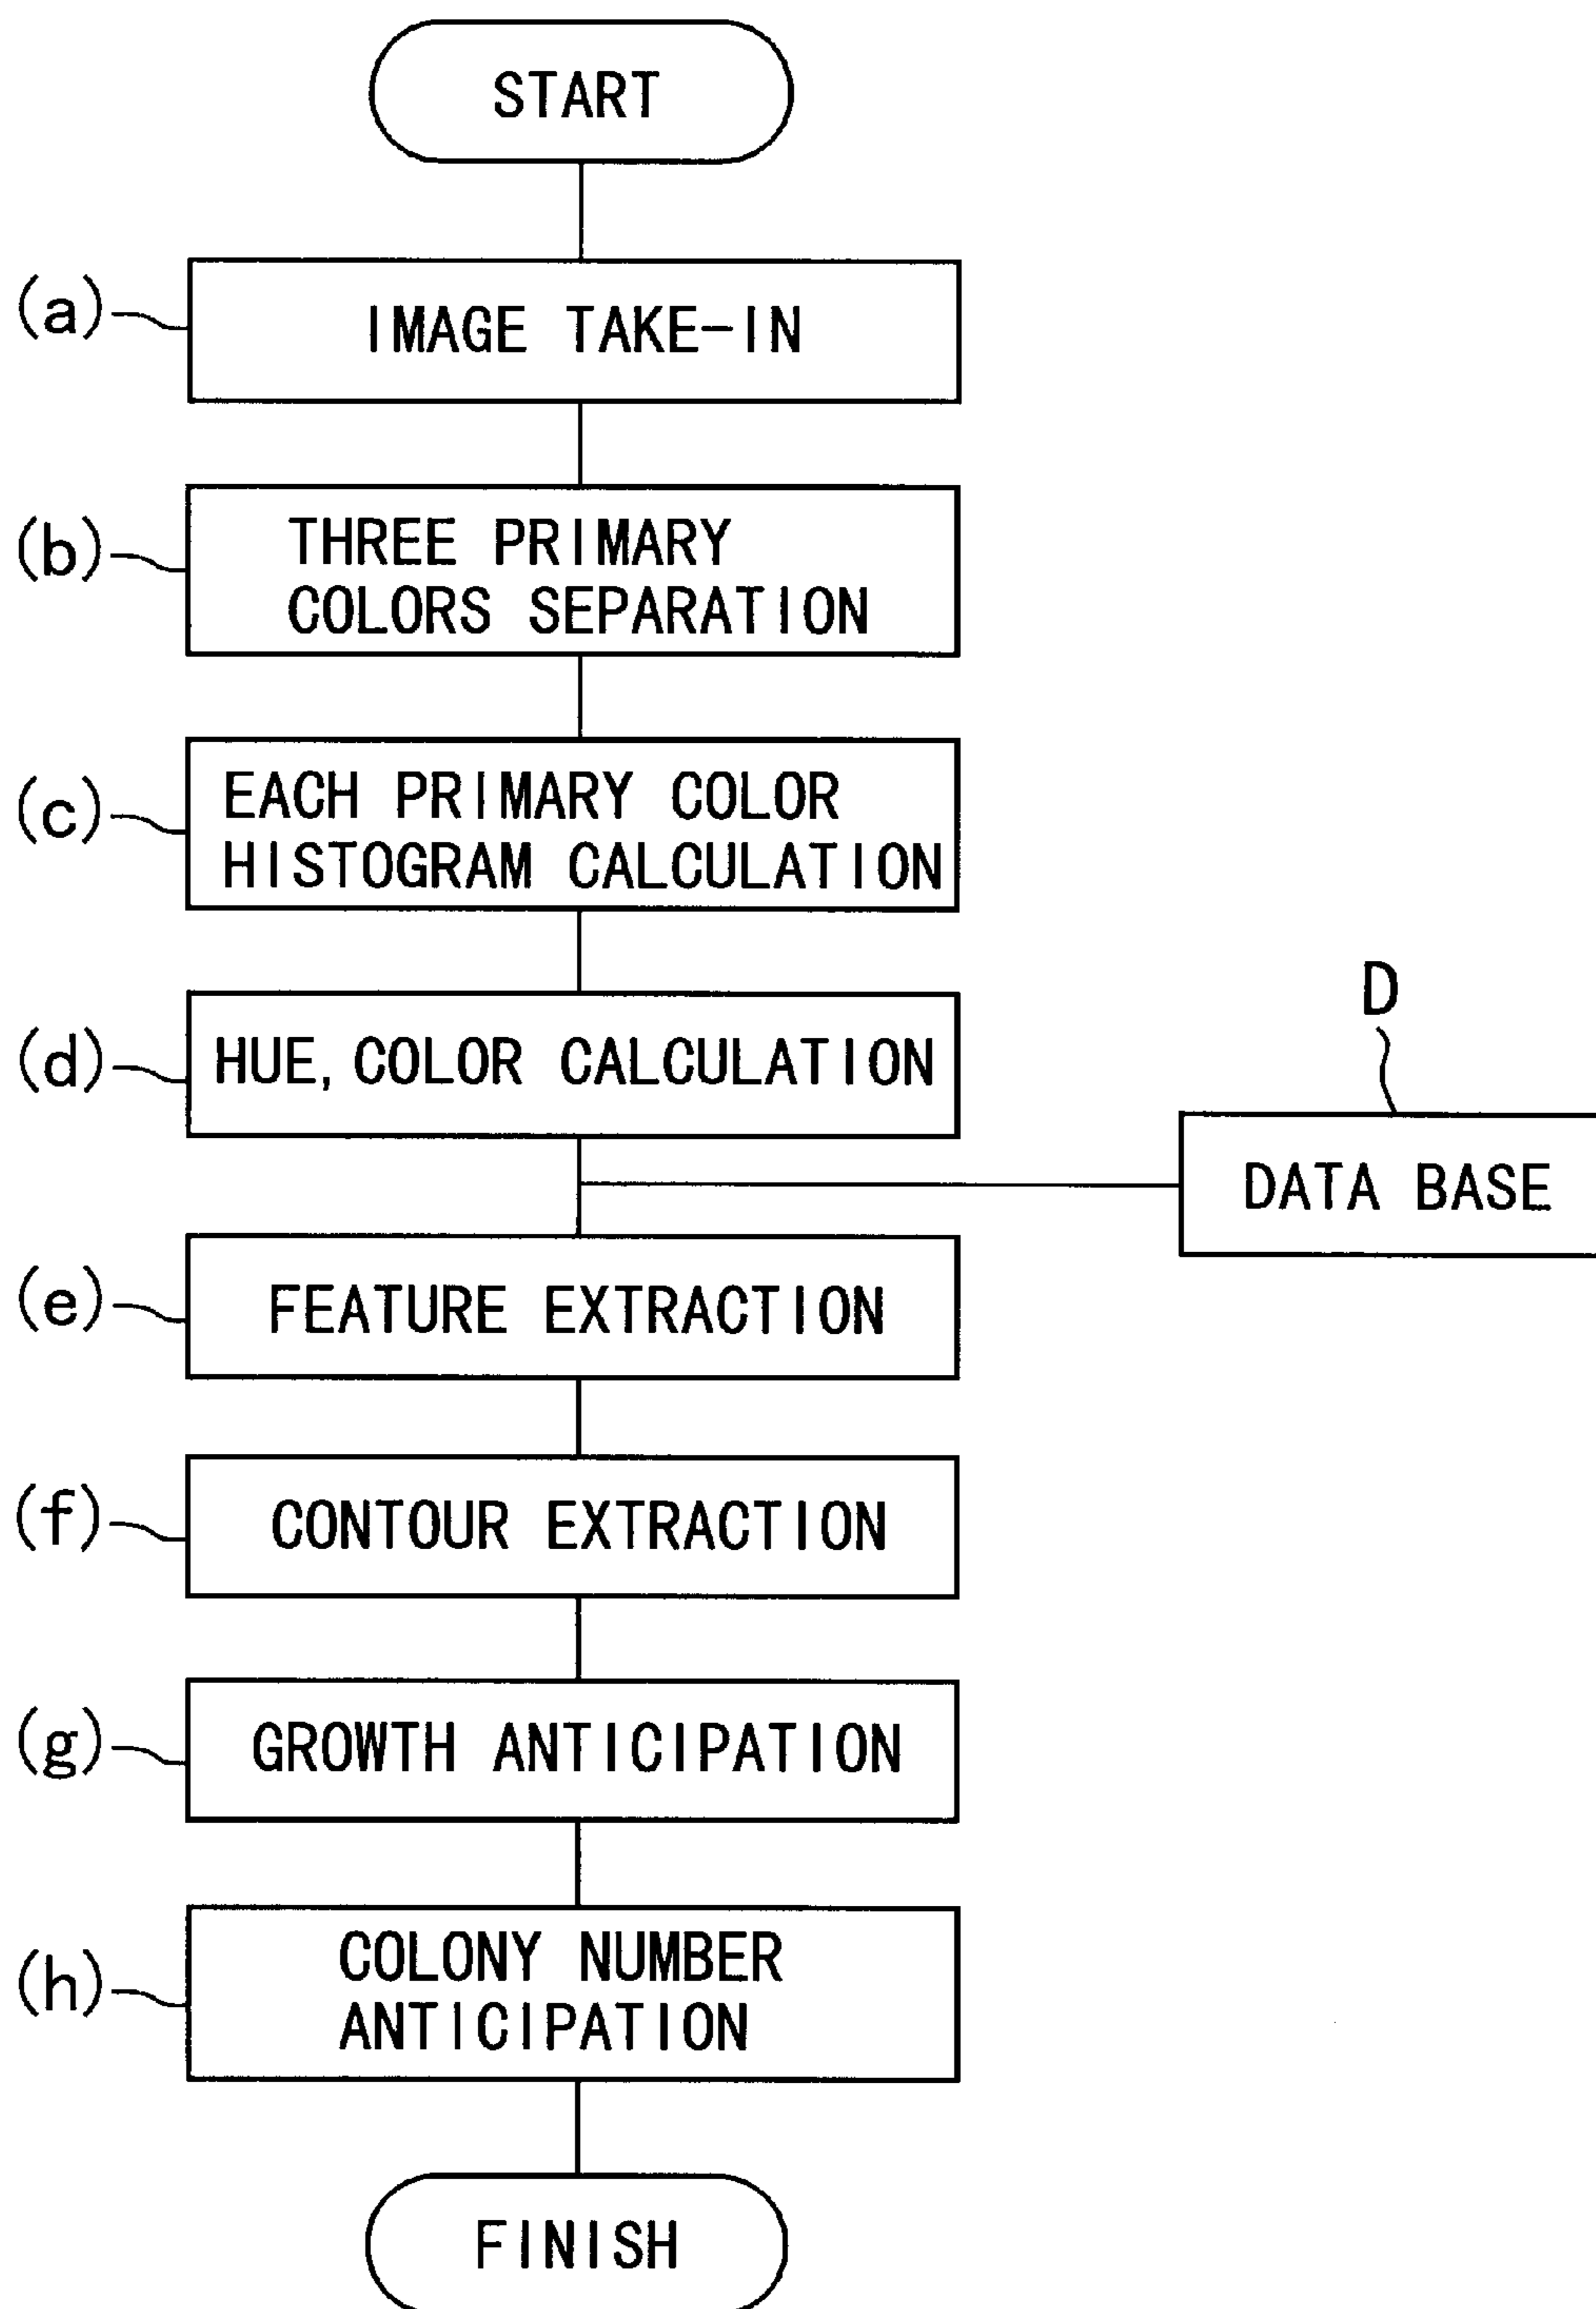 START
(a)
IMAGE TAKE-IN
(b)
THREE PRIMARY
COLORS SEPARATION
(c)
EACH PRIMARY COLOR
HISTOGRAM CALCULATION
(d)
HUE, COLOR CALCULATION
D
DATA BASE
(e)
FEATURE EXTRACTION
(f)
CONTOUR EXTRACTION
(g)
GROWTH ANTICIPATION
(h)
COLONY NUMBER
ANTICIPATION
FINISH